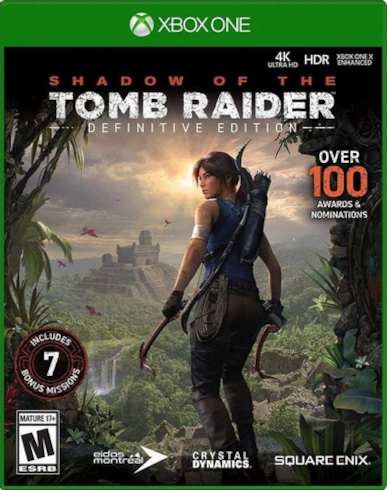 XBOX ONE
4K
ULTRA HD
HDR
XBOX ONE X
ENHANCED
SHADOW OF THE
TOMB RAIDER
DEFINITIVE EDITION
OVER
100
AWARDS &
NOMINATIONS
INCLUDES
7
BONUS MISSIONS
MATURE 17+
M
ESRB
eidos
montréal
CRYSTAL
DYNAMICS.
SQUARE ENIX.